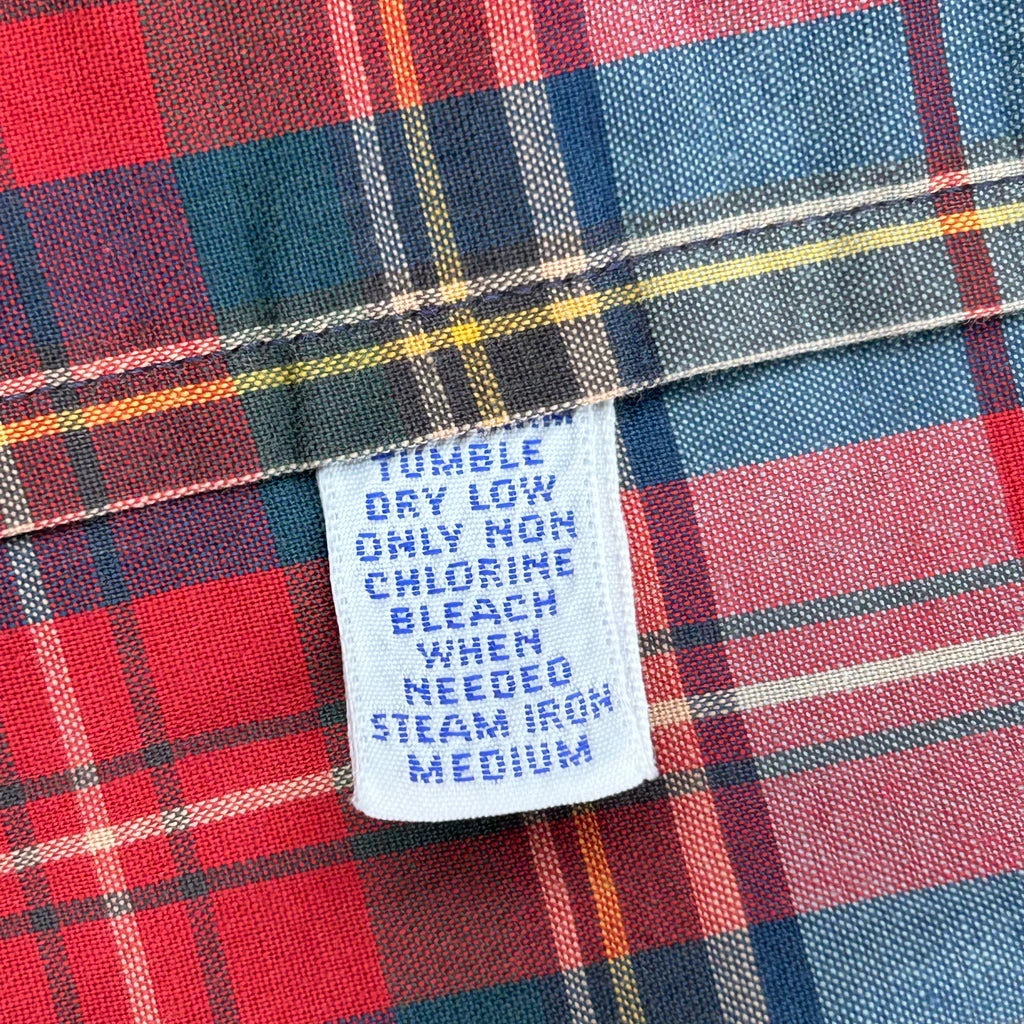 TUMBLE
DRY LOW
ONLY NON
CHLORINE
BLEACH
WHEN
NEEDED
STEAM IRON
MEDIUM